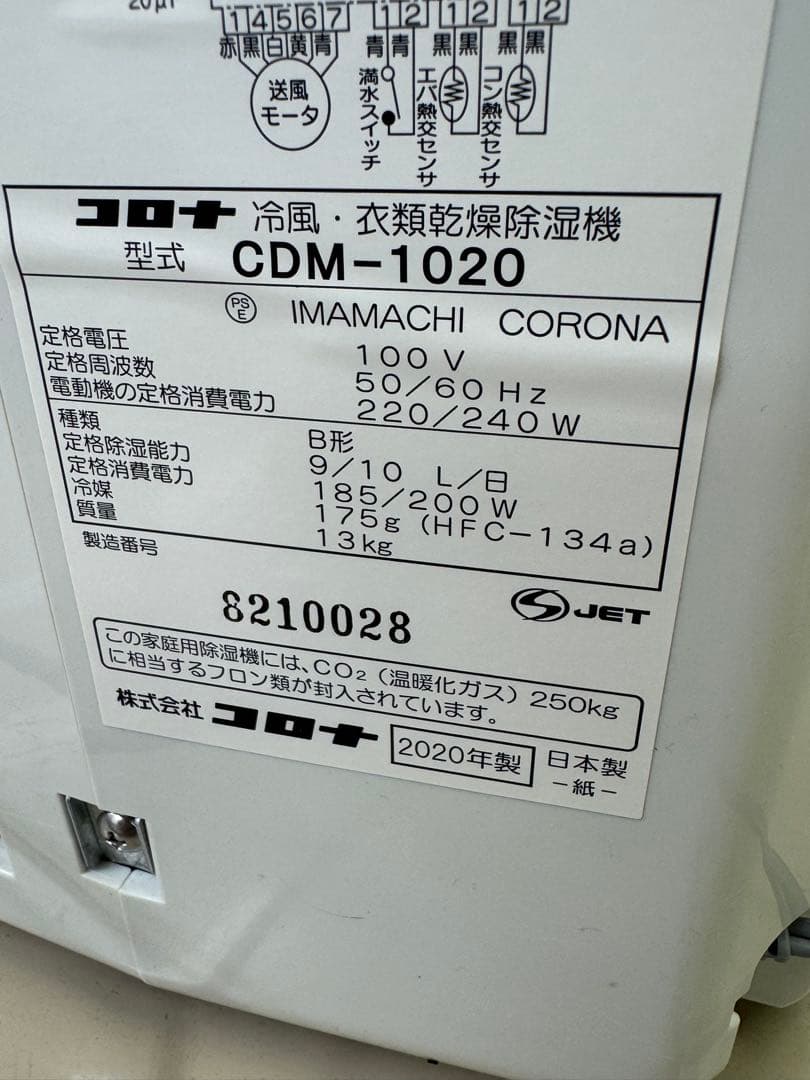 20μF
1 4 5 6 7 1 2 1 2 1 2
赤 黒 白 黄 青 青 青 黒 黒 黒 黒
送風
モータ
満水スイッチ
エバ熱交センサ
コン熱交センサ
コロナ 冷風・衣類乾燥除湿機
型式 CDM-1020
PSE IMAMACHI CORONA
定格電圧 100 V
定格周波数 50/60 Hz
電動機の定格消費電力 220/240 W
種類 B形
定格除湿能力 9/10 L/日
定格消費電力 185/200 W
冷媒 175g (HFC-134a)
質量 13kg
製造番号
8210028
JET
この家庭用除湿機には、CO₂(温暖化ガス)250kg
に相当するフロン類が封入されています。
株式会社 コロナ 2020年製 日本製
-紙-